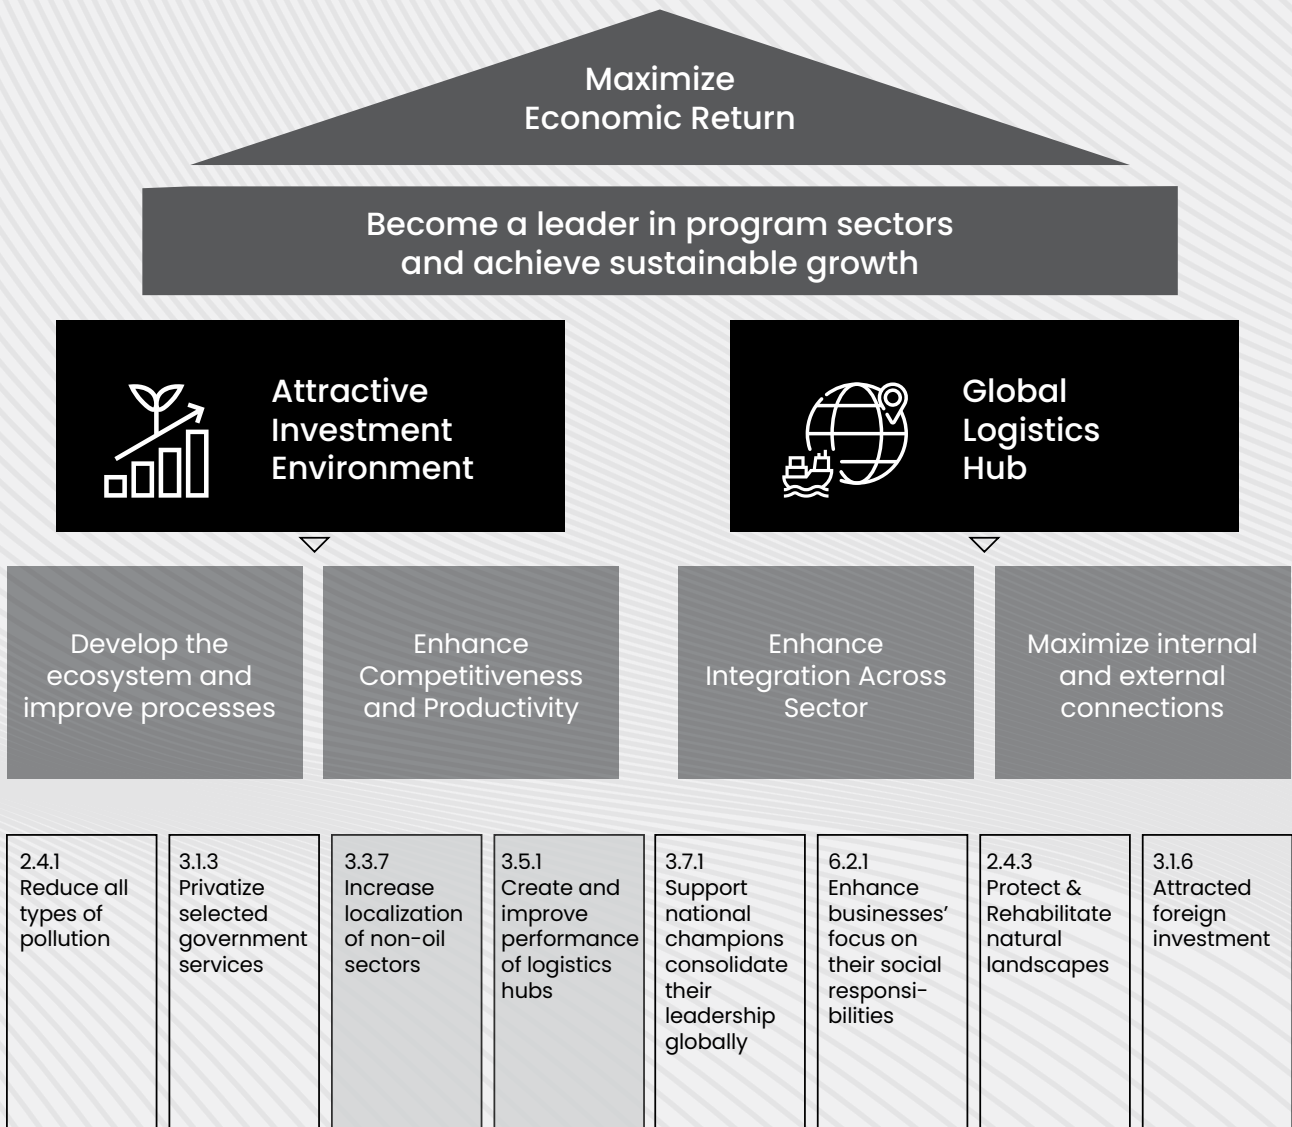 Maximize
Economic Return
Become a leader in program sectors
and achieve sustainable growth
Attractive
Investment
Environment
Global
Logistics
Hub
Develop the
ecosystem and
improve processes
Enhance
Competitiveness
and Productivity
Enhance
Integration Across
Sector
Maximize internal
and external
connections
2.4.1
Reduce all
types of
pollution
3.1.3
Privatize
selected
government
services
3.3.7
Increase
localization
of non-oil
sectors
3.5.1
Create and
improve
performance
of logistics
hubs
3.7.1
Support
national
champions
consolidate
their
leadership
globally
6.2.1
Enhance
businesses’
focus on
their social
responsi-
bilities
2.4.3
Protect &
Rehabilitate
natural
landscapes
3.1.6
Attracted
foreign
investment